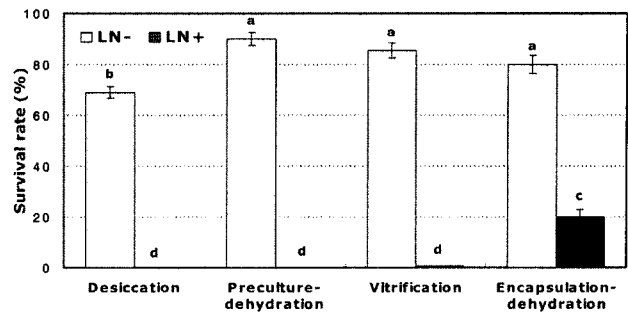 100
80
60
40
20
0
Survival rate (%)
LN- LN+
b
d
a
d
a
d
a
c
Desiccation Preculture- Vitrification Encapsulation-
dehydration dehydration